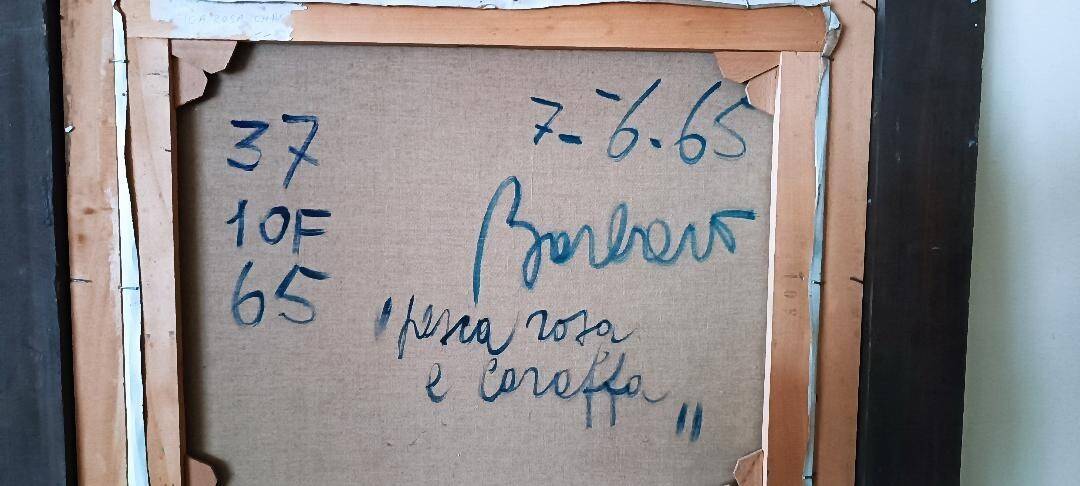 37
10F
65
7-6.65
Barbero
"pesca rosa
e caraffa"